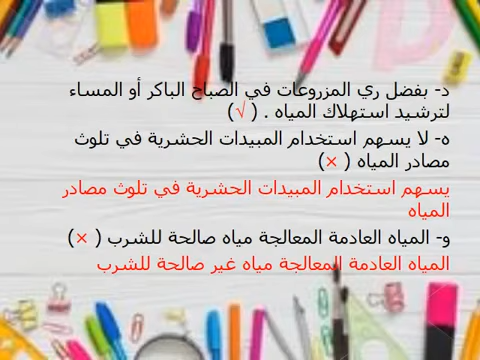 د- بفضل ري المزروعات في الصباح الباكر أو المساء
لترشيد استهلاك المياه . ( √ )
ه- لا يسهم استخدام المبيدات الحشرية في تلوث
مصادر المياه ( × )
يسهم استخدام المبيدات الحشرية في تلوث مصادر
المياه
و- المياه العادمة المعالجة مياه صالحة للشرب ( × )
المياه العادمة المعالجة مياه غير صالحة للشرب